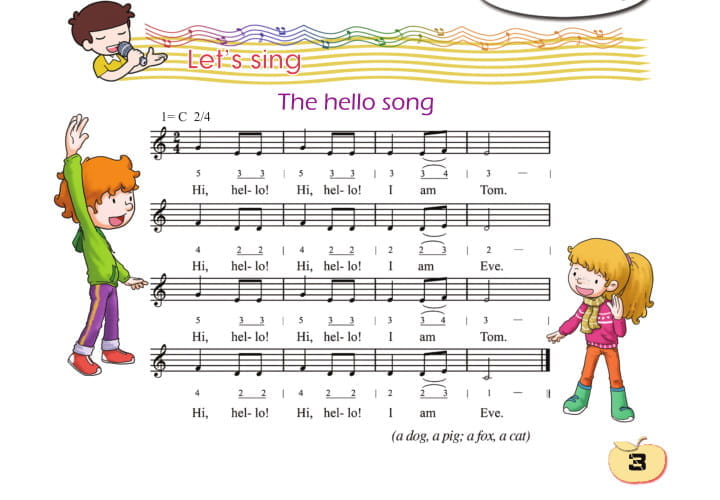 Let's sing
The hello song
1= C 2/4
2
4
5 3 3 | 5 3 3 | 3 3 4 | 3 — |
Hi, hel- lo! Hi, hel- lo! I am Tom.
4 2 2 | 4 2 2 | 2 2 3 | 2 — |
Hi, hel- lo! Hi, hel- lo! I am Eve.
5 3 3 | 5 3 3 | 3 3 4 | 3 — |
Hi, hel- lo! Hi, hel- lo! I am Tom.
4 2 2 | 4 2 2 | 2 2 3 | 1 — ||
Hi, hel- lo! Hi, hel- lo! I am Eve.
(a dog, a pig; a fox, a cat)
3